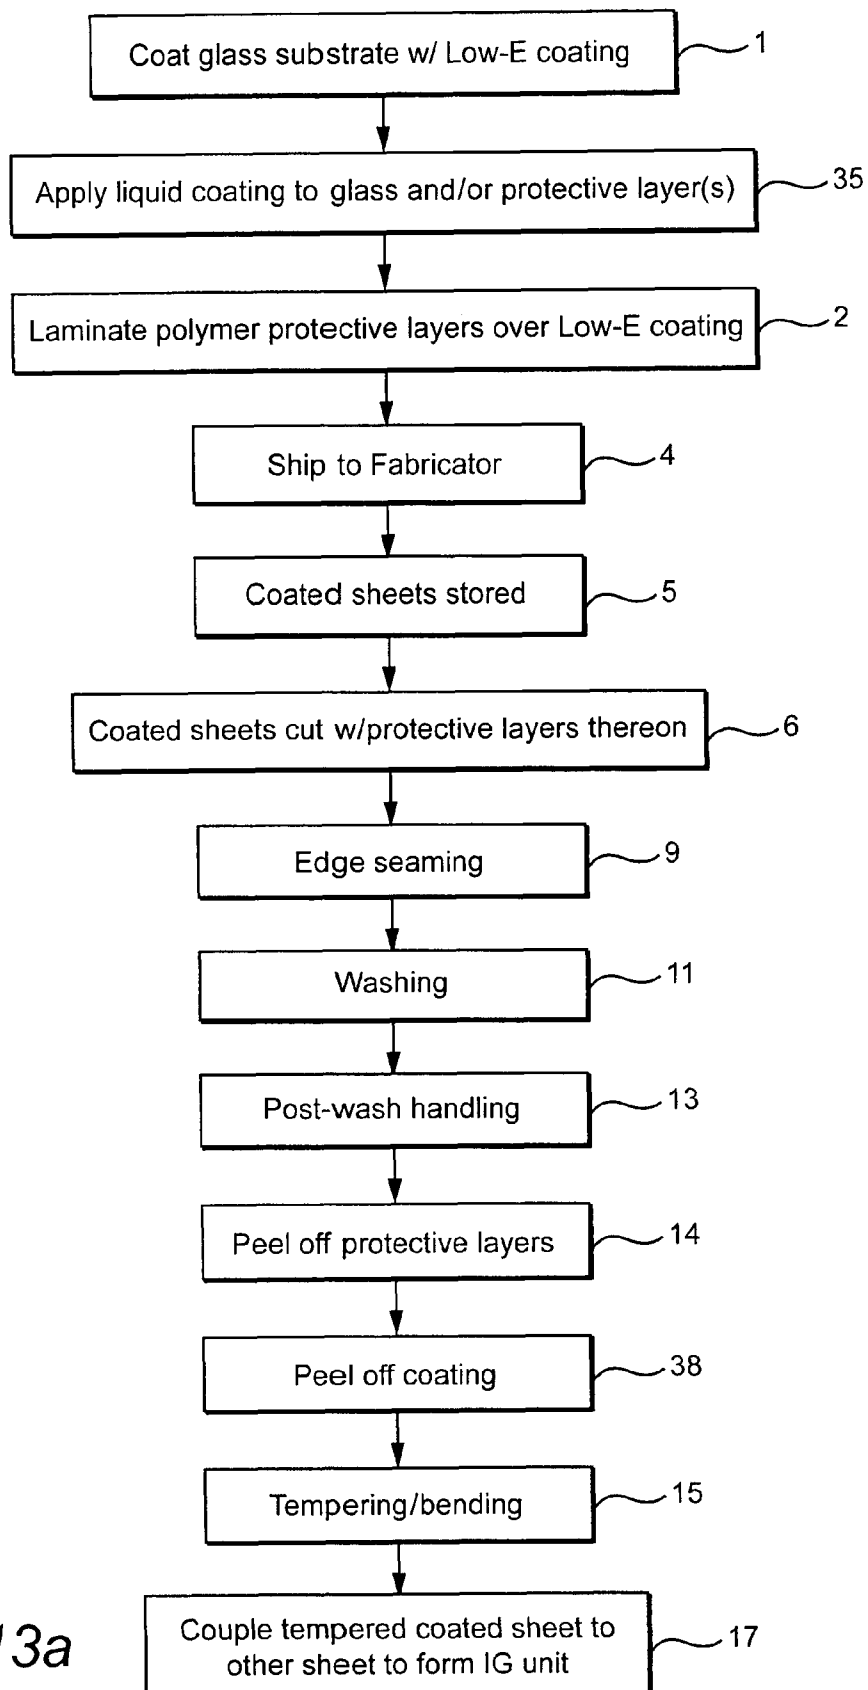 Coat glass substrate w/ Low-E coating
1
Apply liquid coating to glass and/or protective layer(s)
35
Laminate polymer protective layers over Low-E coating
2
Ship to Fabricator
4
Coated sheets stored
5
Coated sheets cut w/protective layers thereon
6
Edge seaming
9
Washing
11
Post-wash handling
13
Peel off protective layers
14
Peel off coating
38
Tempering/bending
15
Couple tempered coated sheet to
other sheet to form IG unit
17
13a